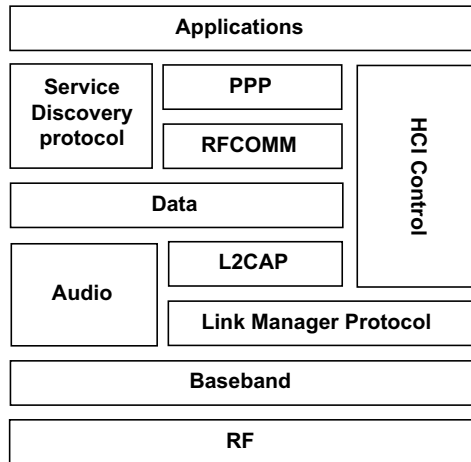 Applications
Service
Discovery
protocol
PPP
RFCOMM
HCI Control
Data
Audio
L2CAP
Link Manager Protocol
Baseband
RF